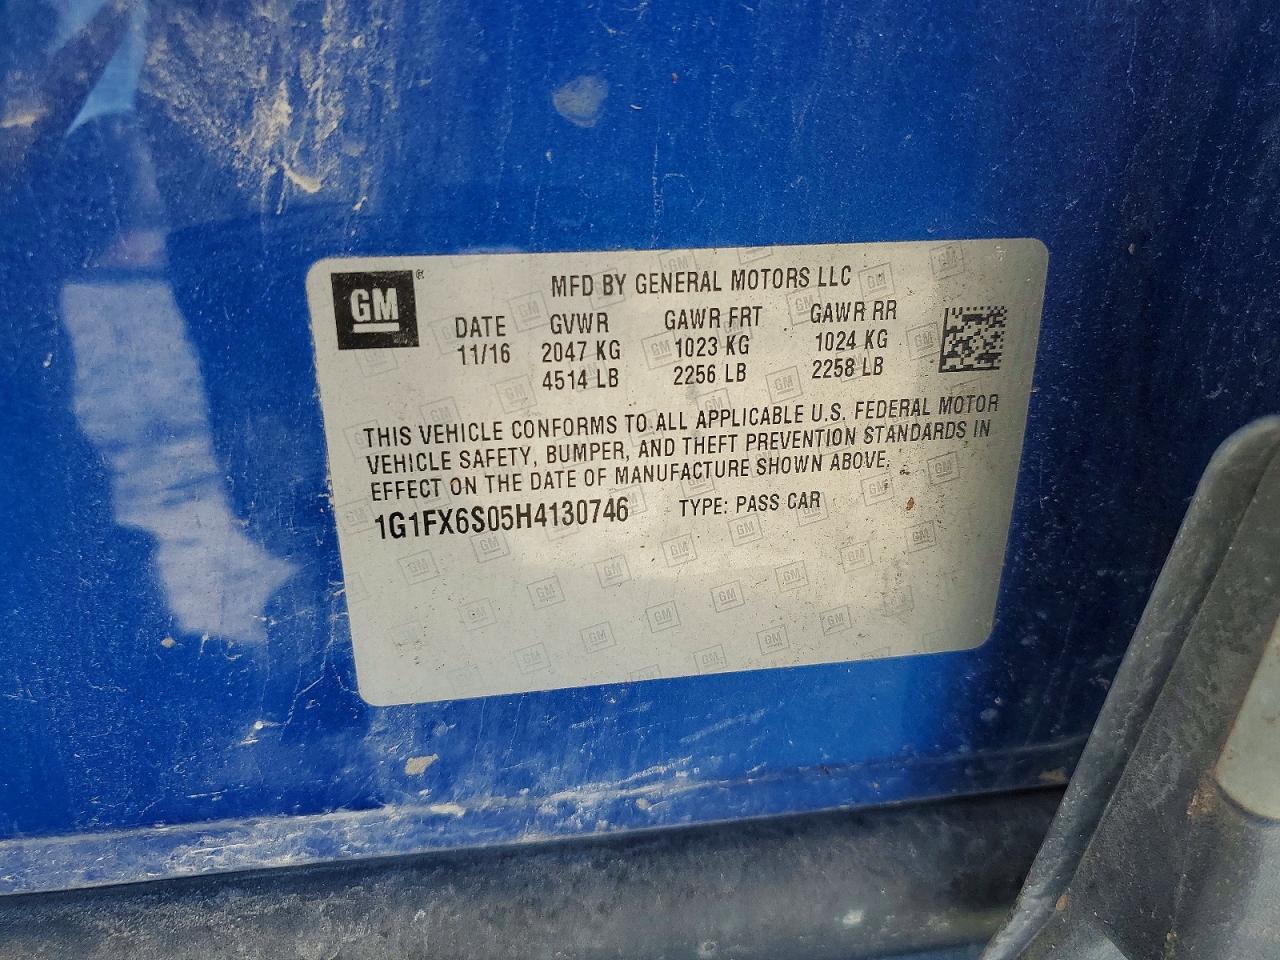 GM®
MFD BY GENERAL MOTORS LLC
DATE GVWR GAWR FRT GAWR RR
11/16 2047 KG 1023 KG 1024 KG
4514 LB 2256 LB 2258 LB
THIS VEHICLE CONFORMS TO ALL APPLICABLE U.S. FEDERAL MOTOR
VEHICLE SAFETY, BUMPER, AND THEFT PREVENTION STANDARDS IN
EFFECT ON THE DATE OF MANUFACTURE SHOWN ABOVE.
1G1FX6S05H4130746 TYPE: PASS CAR